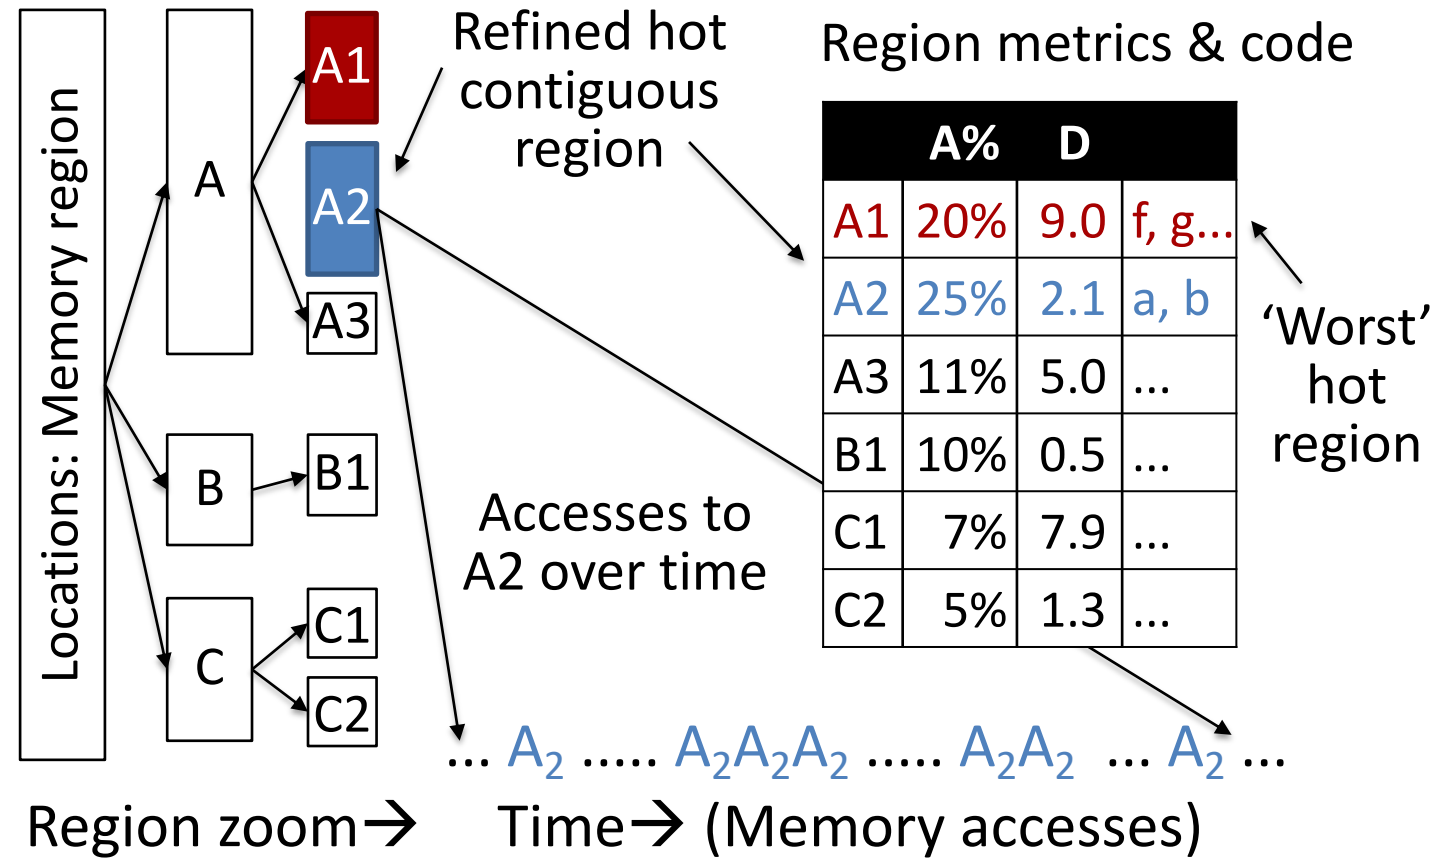 Locations: Memory region
A
B
C
A1
A2
A3
B1
C1
C2
Refined hot
contiguous
region
Region metrics & code
A% D
A1 20% 9.0 f, g...
A2 25% 2.1 a, b
A3 11% 5.0 ...
B1 10% 0.5 ...
C1 7% 7.9 ...
C2 5% 1.3 ...
‘Worst’
hot
region
Accesses to
A2 over time
... A₂ ..... A₂A₂A₂ ..... A₂A₂ ... A₂ ...
Region zoom→ Time→ (Memory accesses)